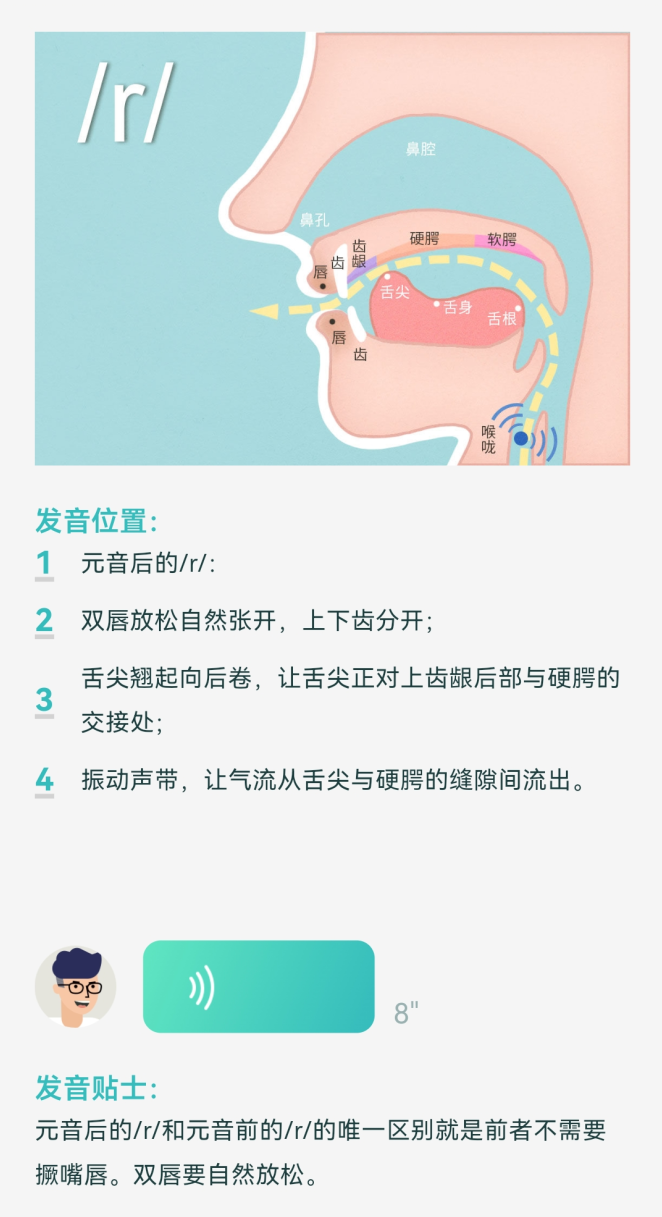 /r/
鼻腔
鼻孔
齿龈
齿
硬腭
软腭
唇
舌尖
舌身
舌根
唇
齿
喉咙
发音位置：
1 元音后的/r/：
2 双唇放松自然张开，上下齿分开；
3 舌尖翘起向后卷，让舌尖正对上齿龈后部与硬腭的
交接处；
4 振动声带，让气流从舌尖与硬腭的缝隙间流出。
8"
发音贴士：
元音后的/r/和元音前的/r/的唯一区别就是前者不需要
撅嘴唇。双唇要自然放松。